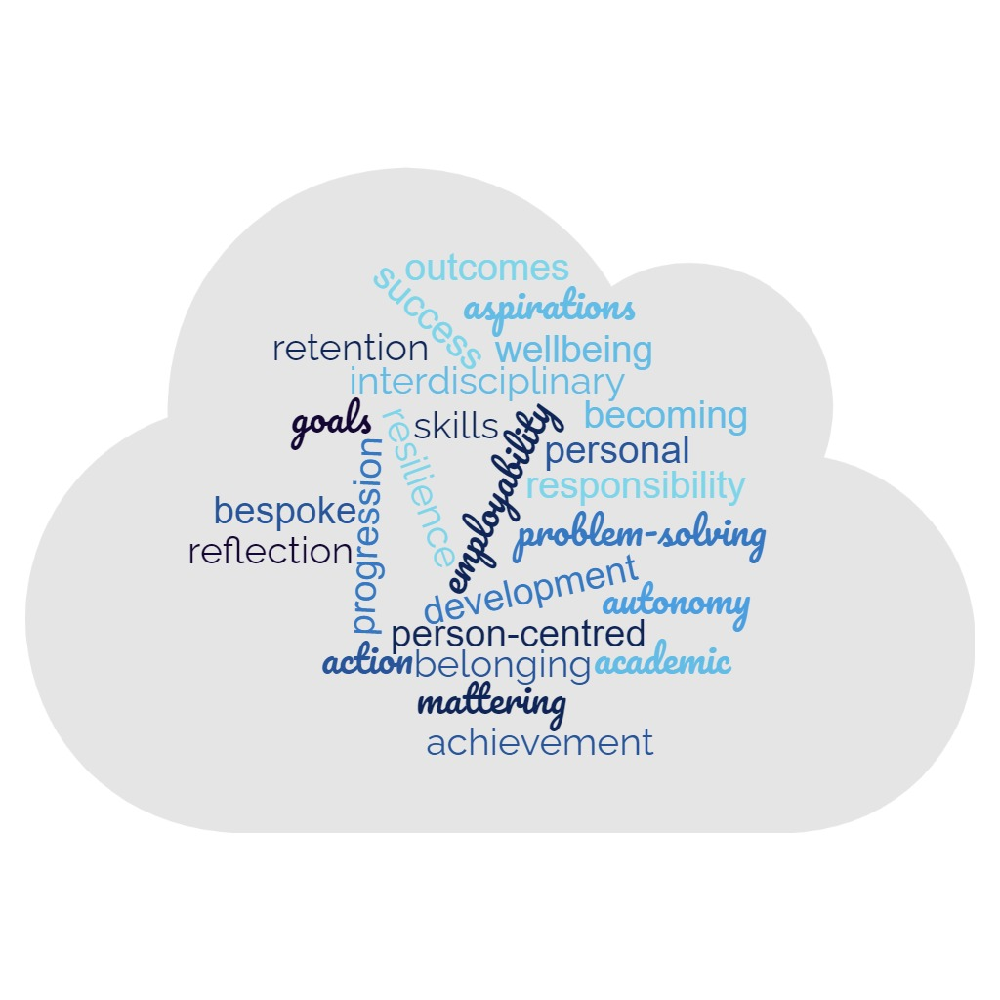 outcomes
success
aspirations
retention
wellbeing
interdisciplinary
goals
resilience
skills
employability
becoming
personal
progression
responsibility
bespoke
problem-solving
reflection
development
autonomy
person-centred
action
belonging
academic
mattering
achievement